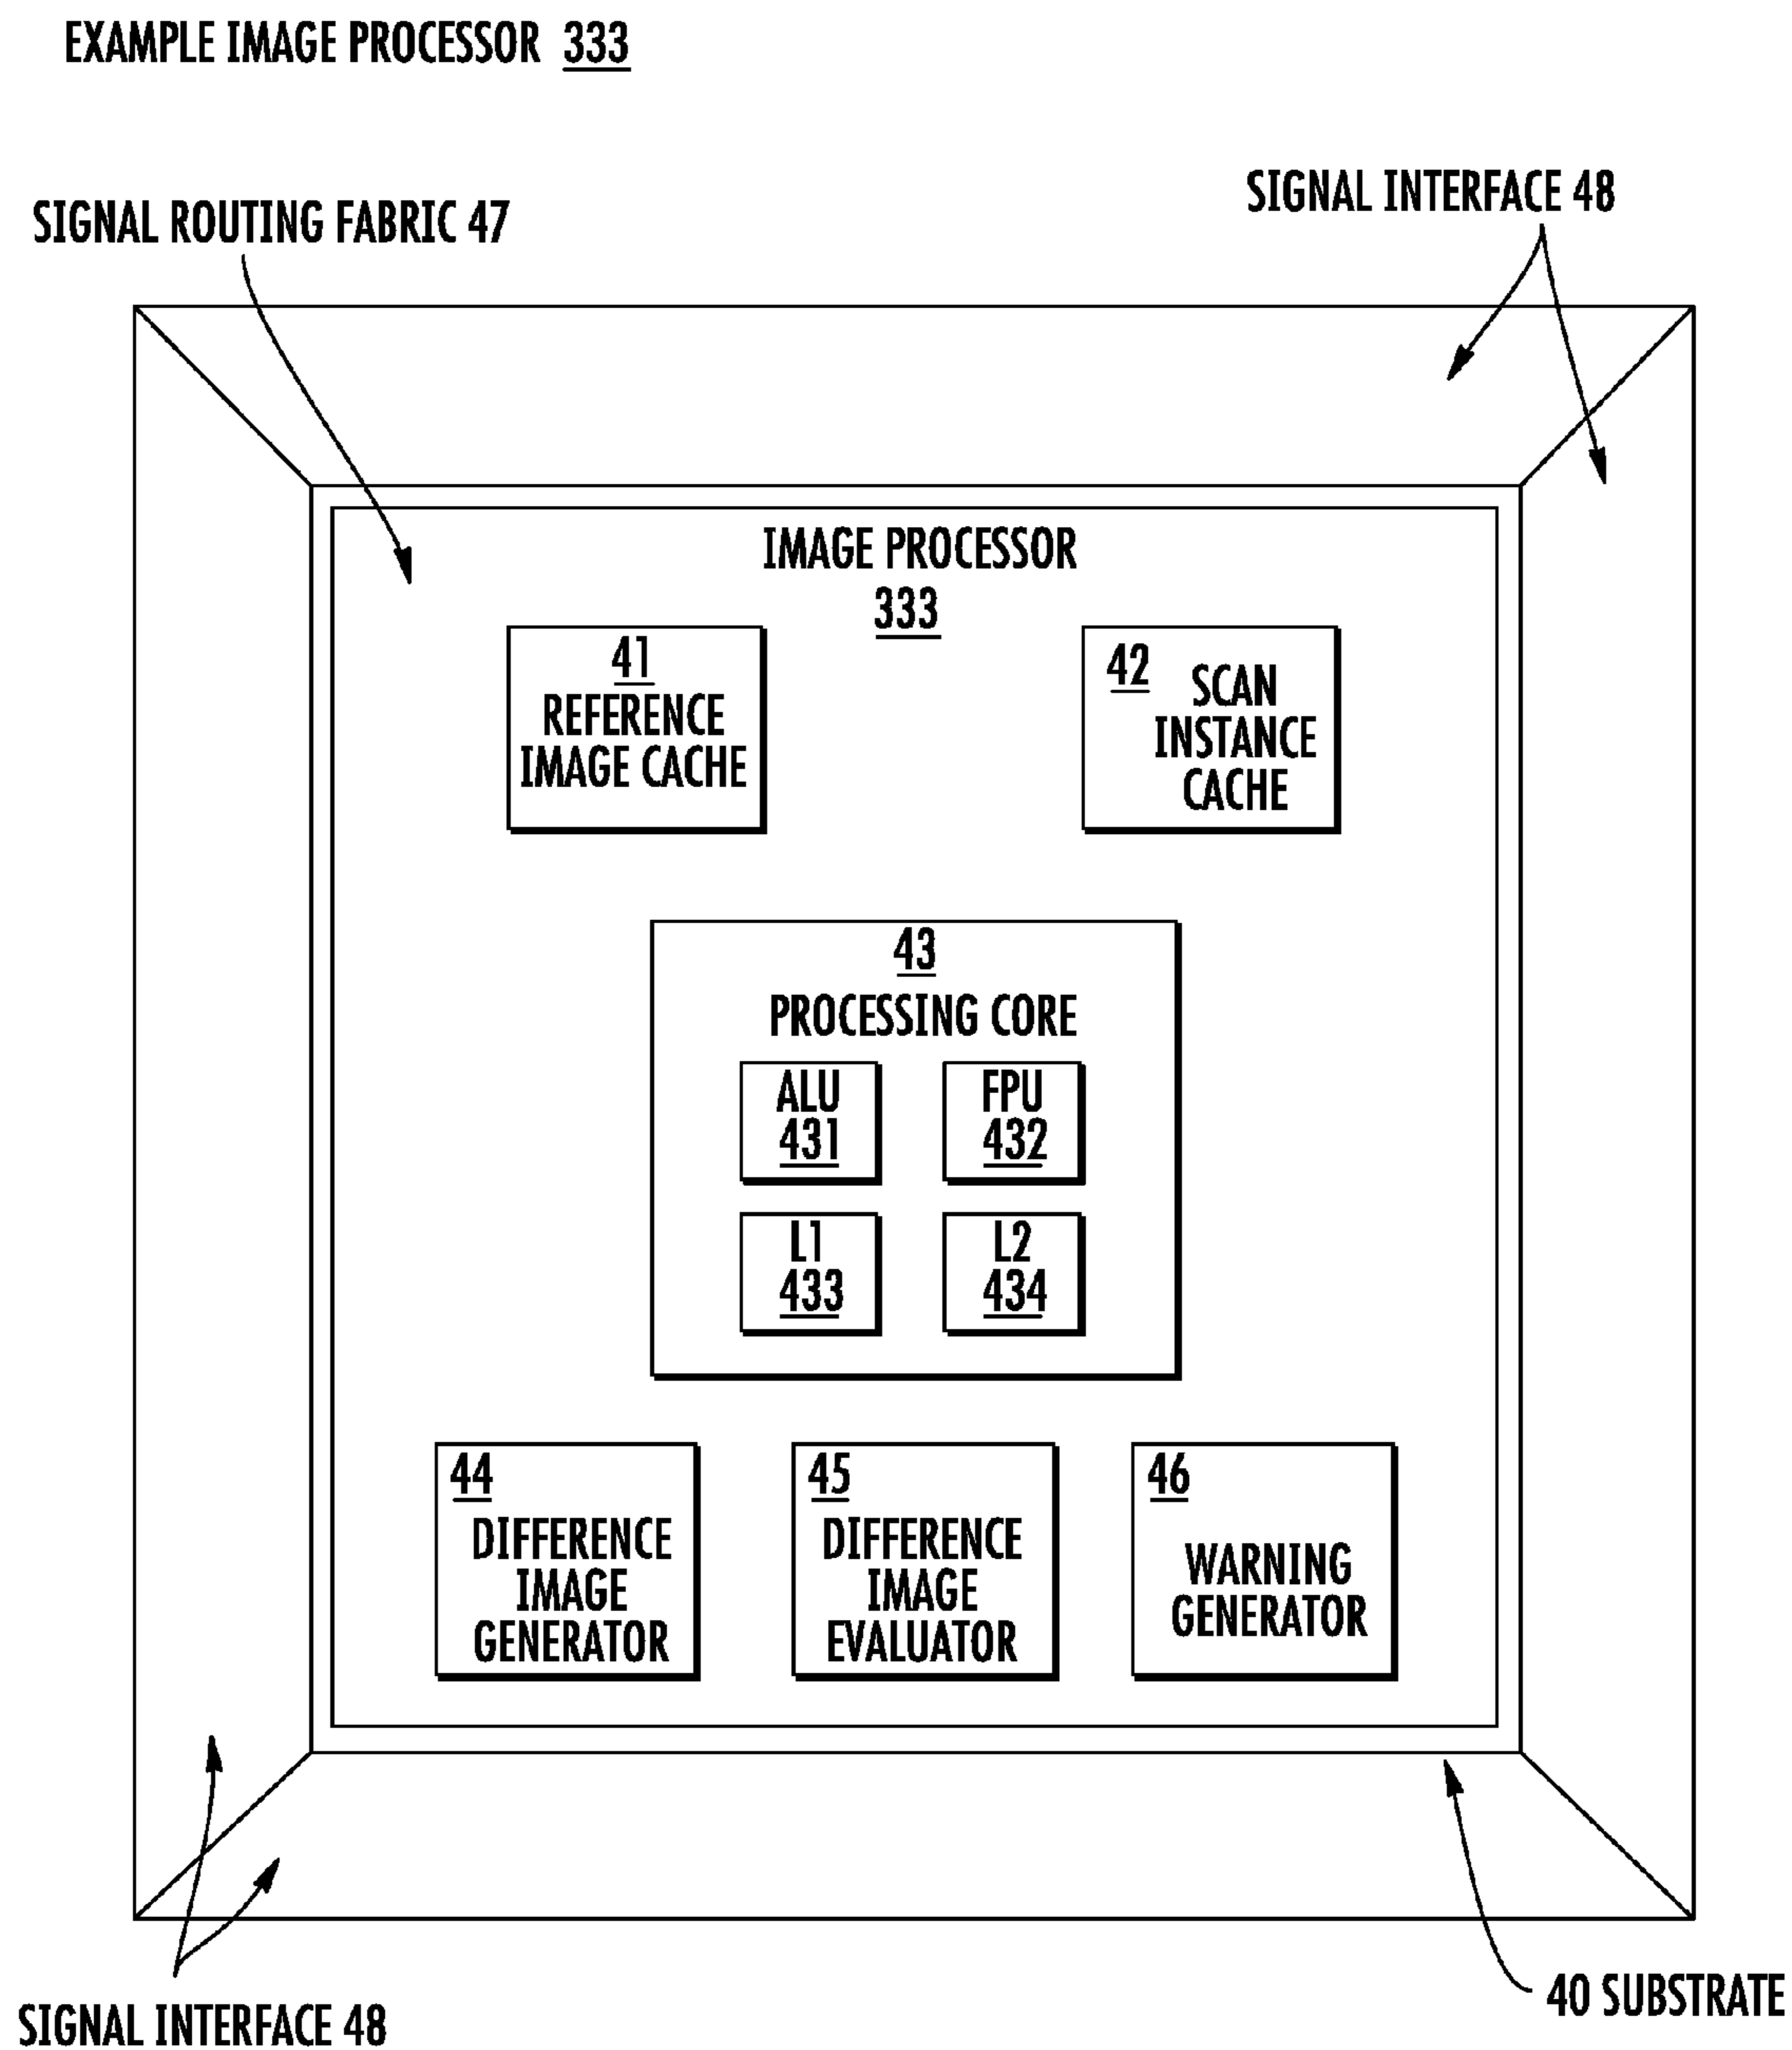 EXAMPLE IMAGE PROCESSOR 333
SIGNAL INTERFACE 48
SIGNAL ROUTING FABRIC 47
IMAGE PROCESSOR
333
41
REFERENCE
IMAGE CACHE
42 SCAN
INSTANCE
CACHE
43
PROCESSING CORE
ALU
431
FPU
432
L1
433
L2
434
44
DIFFERENCE
IMAGE
GENERATOR
45
DIFFERENCE
IMAGE
EVALUATOR
46
WARNING
GENERATOR
40 SUBSTRATE
SIGNAL INTERFACE 48